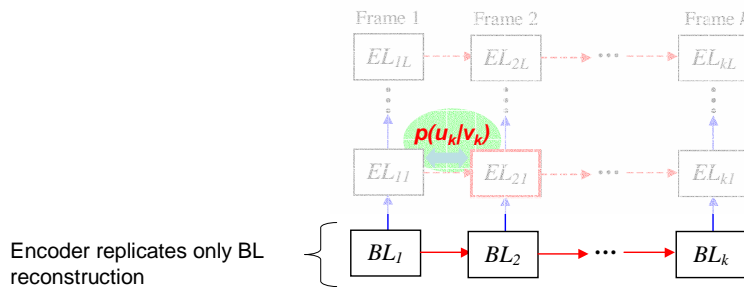 Frame 1 Frame 2 Frame k
EL1L EL2L ... ELkL
p(uk|vk)
EL11 EL21 ... ELk1
BL1 BL2 ... BLk
Encoder replicates only BL
reconstruction